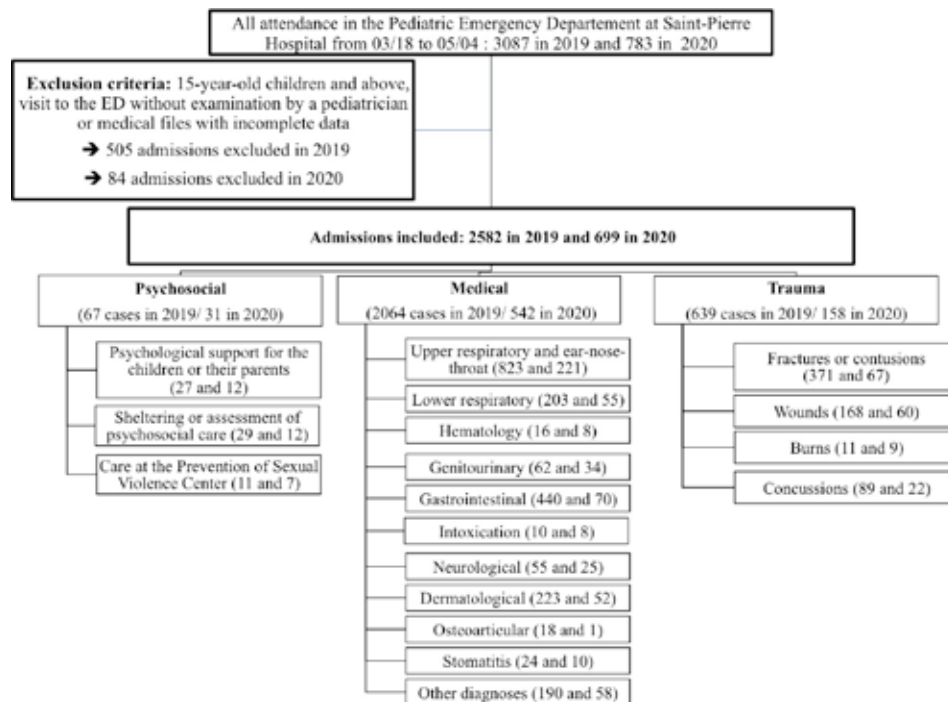 All attendance in the Pediatric Emergency Departement at Saint-Pierre
Hospital from 03/18 to 05/04 : 3087 in 2019 and 783 in 2020
Exclusion criteria: 15-year-old children and above,
visit to the ED without examination by a pediatrician
or medical files with incomplete data
➔ 505 admissions excluded in 2019
➔ 84 admissions excluded in 2020
Admissions included: 2582 in 2019 and 699 in 2020
Psychosocial
(67 cases in 2019/ 31 in 2020)
Psychological support for the
children or their parents
(27 and 12)
Sheltering or assessment of
psychosocial care (29 and 12)
Care at the Prevention of Sexual
Violence Center (11 and 7)
Medical
(2064 cases in 2019/ 542 in 2020)
Upper respiratory and ear-nose-
throat (823 and 221)
Lower respiratory (203 and 55)
Hematology (16 and 8)
Genitourinary (62 and 34)
Gastrointestinal (440 and 70)
Intoxication (10 and 8)
Neurological (55 and 25)
Dermatological (223 and 52)
Osteoarticular (18 and 1)
Stomatitis (24 and 10)
Other diagnoses (190 and 58)
Trauma
(639 cases in 2019/ 158 in 2020)
Fractures or contusions
(371 and 67)
Wounds (168 and 60)
Burns (11 and 9)
Concussions (89 and 22)